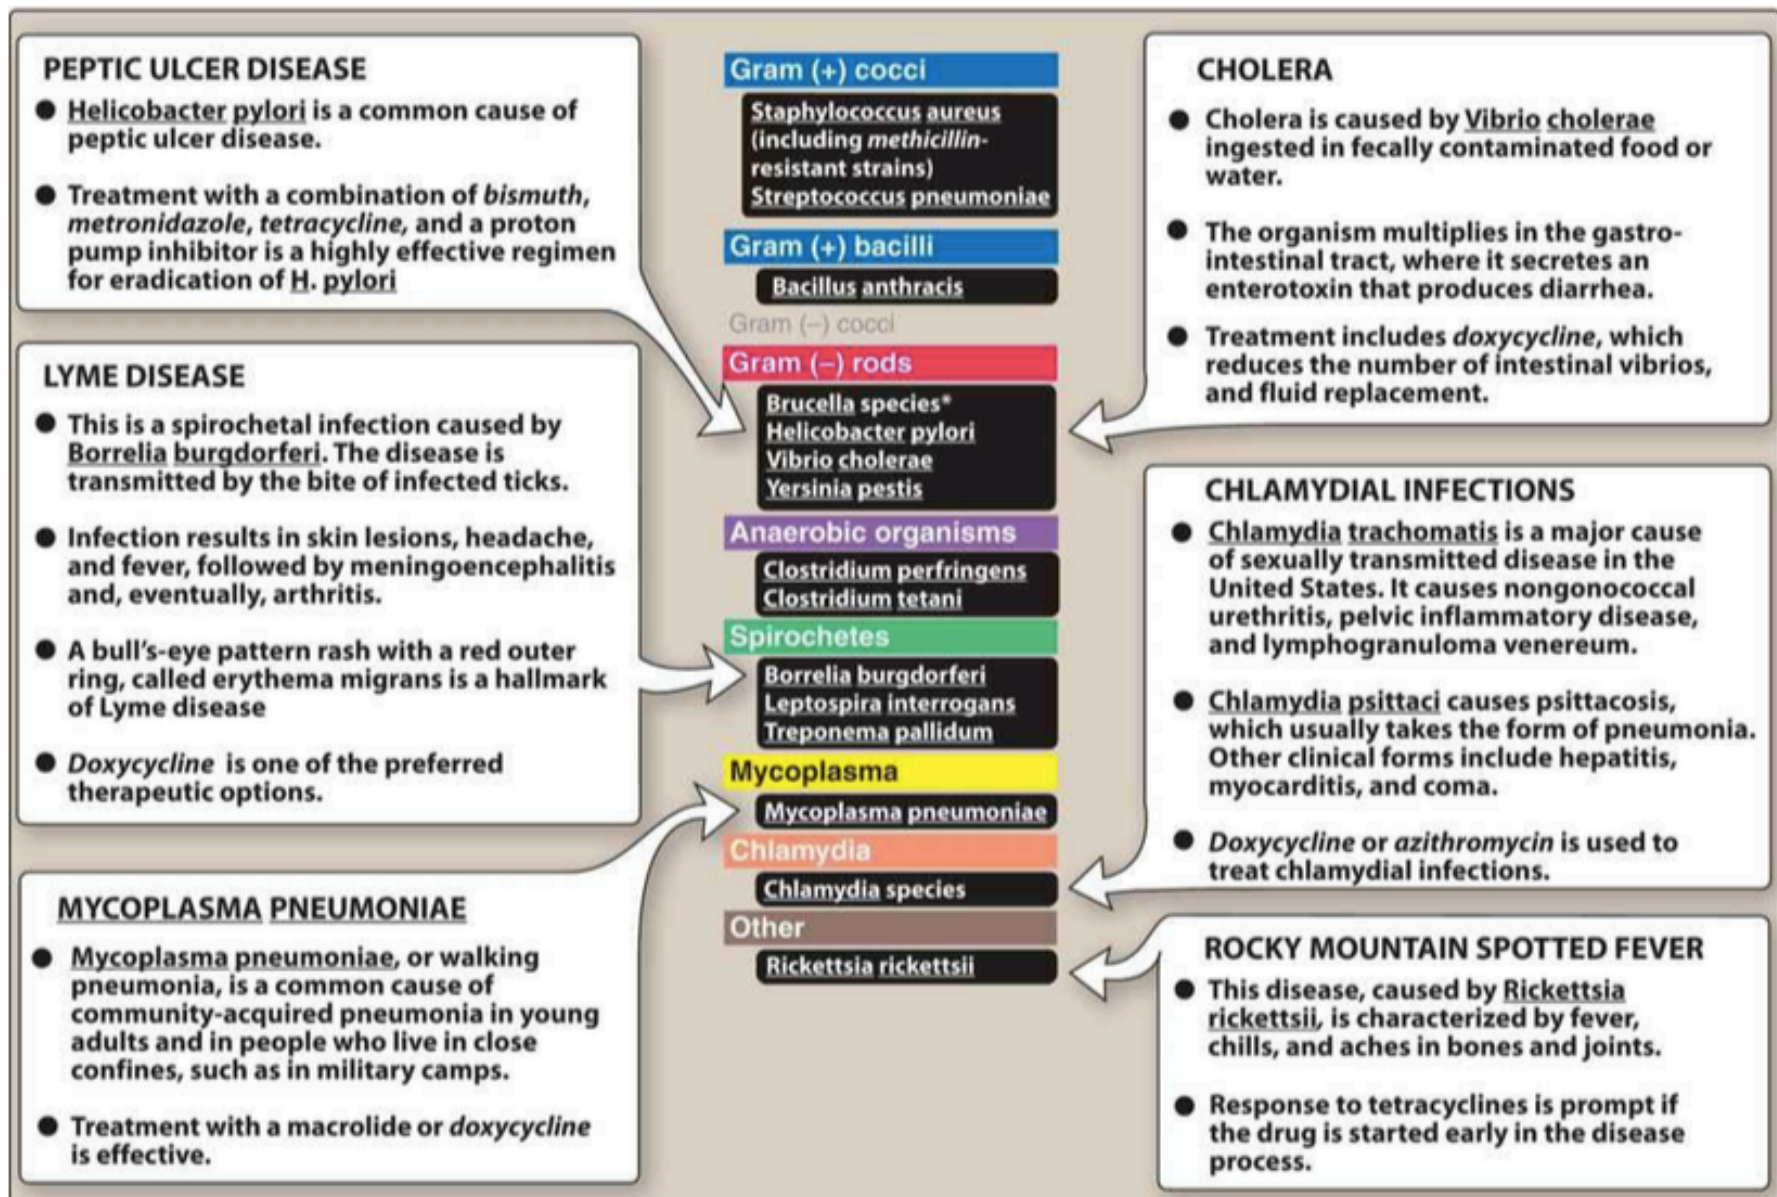 PEPTIC ULCER DISEASE
● Helicobacter pylori is a common cause of
peptic ulcer disease.
● Treatment with a combination of bismuth,
metronidazole, tetracycline, and a proton
pump inhibitor is a highly effective regimen
for eradication of H. pylori
LYME DISEASE
● This is a spirochetal infection caused by
Borrelia burgdorferi. The disease is
transmitted by the bite of infected ticks.
● Infection results in skin lesions, headache,
and fever, followed by meningoencephalitis
and, eventually, arthritis.
● A bull's-eye pattern rash with a red outer
ring, called erythema migrans is a hallmark
of Lyme disease
● Doxycycline is one of the preferred
therapeutic options.
MYCOPLASMA PNEUMONIAE
● Mycoplasma pneumoniae, or walking
pneumonia, is a common cause of
community-acquired pneumonia in young
adults and in people who live in close
confines, such as in military camps.
● Treatment with a macrolide or doxycycline
is effective.
Gram (+) cocci
Staphylococcus aureus
(including methicillin-
resistant strains)
Streptococcus pneumoniae
Gram (+) bacilli
Bacillus anthracis
Gram (–) cocci
Gram (–) rods
Brucella species*
Helicobacter pylori
Vibrio cholerae
Yersinia pestis
Anaerobic organisms
Clostridium perfringens
Clostridium tetani
Spirochetes
Borrelia burgdorferi
Leptospira interrogans
Treponema pallidum
Mycoplasma
Mycoplasma pneumoniae
Chlamydia
Chlamydia species
Other
Rickettsia rickettsii
CHOLERA
● Cholera is caused by Vibrio cholerae
ingested in fecally contaminated food or
water.
● The organism multiplies in the gastro-
intestinal tract, where it secretes an
enterotoxin that produces diarrhea.
● Treatment includes doxycycline, which
reduces the number of intestinal vibrios,
and fluid replacement.
CHLAMYDIAL INFECTIONS
● Chlamydia trachomatis is a major cause
of sexually transmitted disease in the
United States. It causes nongonococcal
urethritis, pelvic inflammatory disease,
and lymphogranuloma venereum.
● Chlamydia psittaci causes psittacosis,
which usually takes the form of pneumonia.
Other clinical forms include hepatitis,
myocarditis, and coma.
● Doxycycline or azithromycin is used to
treat chlamydial infections.
ROCKY MOUNTAIN SPOTTED FEVER
● This disease, caused by Rickettsia
rickettsii, is characterized by fever,
chills, and aches in bones and joints.
● Response to tetracyclines is prompt if
the drug is started early in the disease
process.